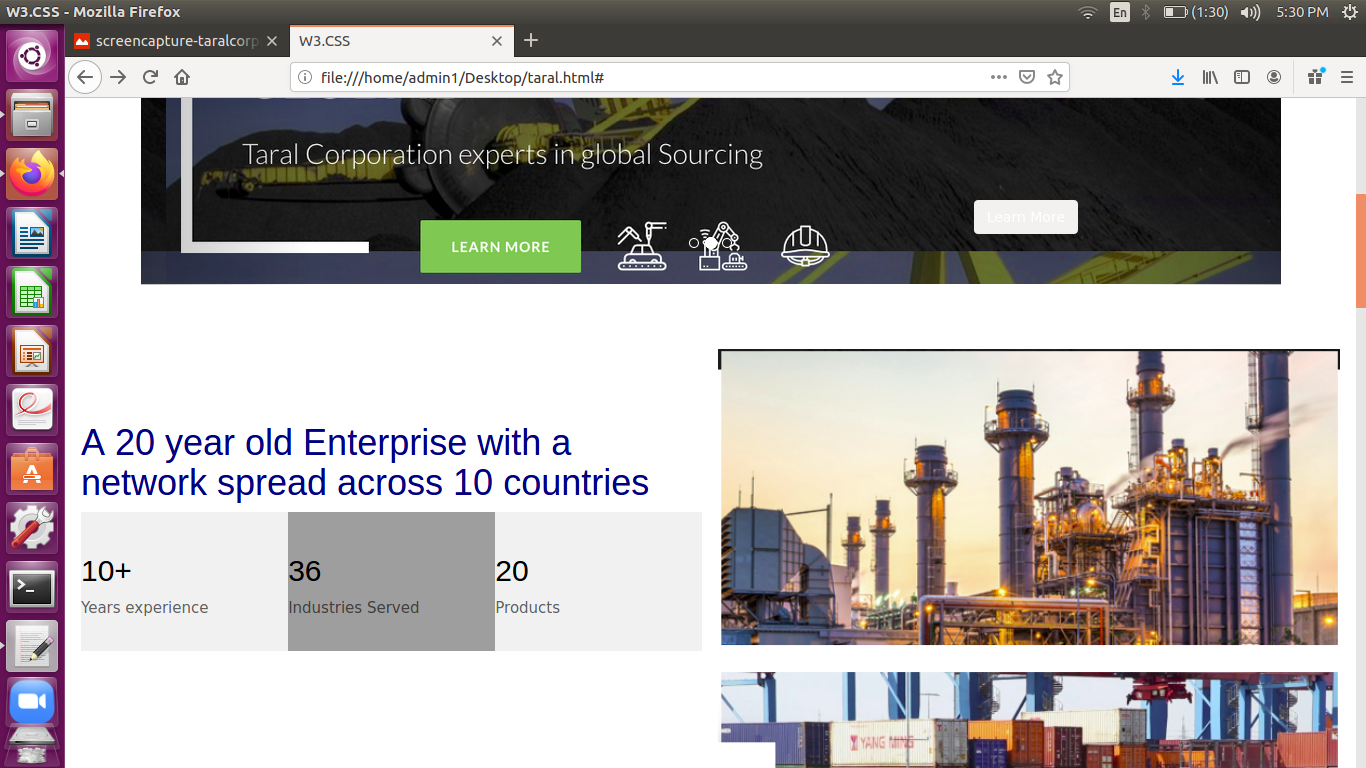 W3.CSS - Mozilla Firefox
En
(1:30)
5:30 PM
screencapture-taralcorp
W3.CSS
file:///home/admin1/Desktop/taral.html#
Taral Corporation experts in global Sourcing
Learn More
LEARN MORE
A 20 year old Enterprise with a
network spread across 10 countries
10+
36
20
Years experience
Industries Served
Products
YANG MING